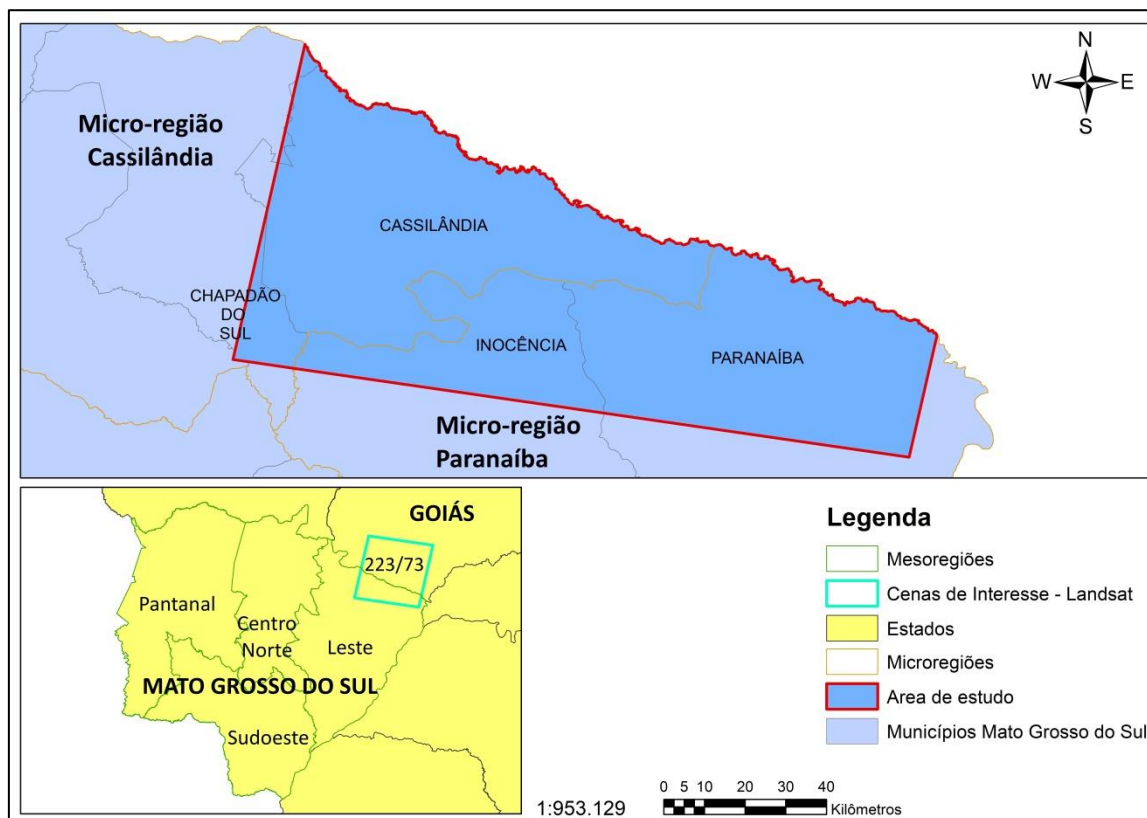 N
W E
S
Micro-região
Cassilândia
CASSILÂNDIA
CHAPADÃO
DO
SUL
INOCÊNCIA
PARANAÍBA
Micro-região
Paranaíba
GOIÁS
223/73
Pantanal
Centro
Norte
Leste
MATO GROSSO DO SUL
Sudoeste
Legenda
Mesoregiões
Cenas de Interesse - Landsat
Estados
Microregiões
Area de estudo
Municípios Mato Grosso do Sul
1:953.129
0 5 10 20 30 40
Kilômetros